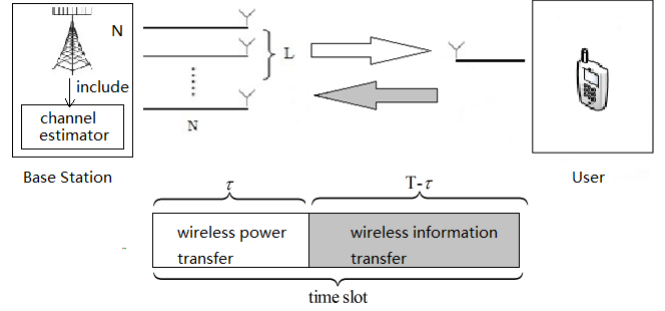 N
L
include
channel
estimator
N
Base Station
User
τ
T-τ
wireless power
transfer
wireless information
transfer
time slot